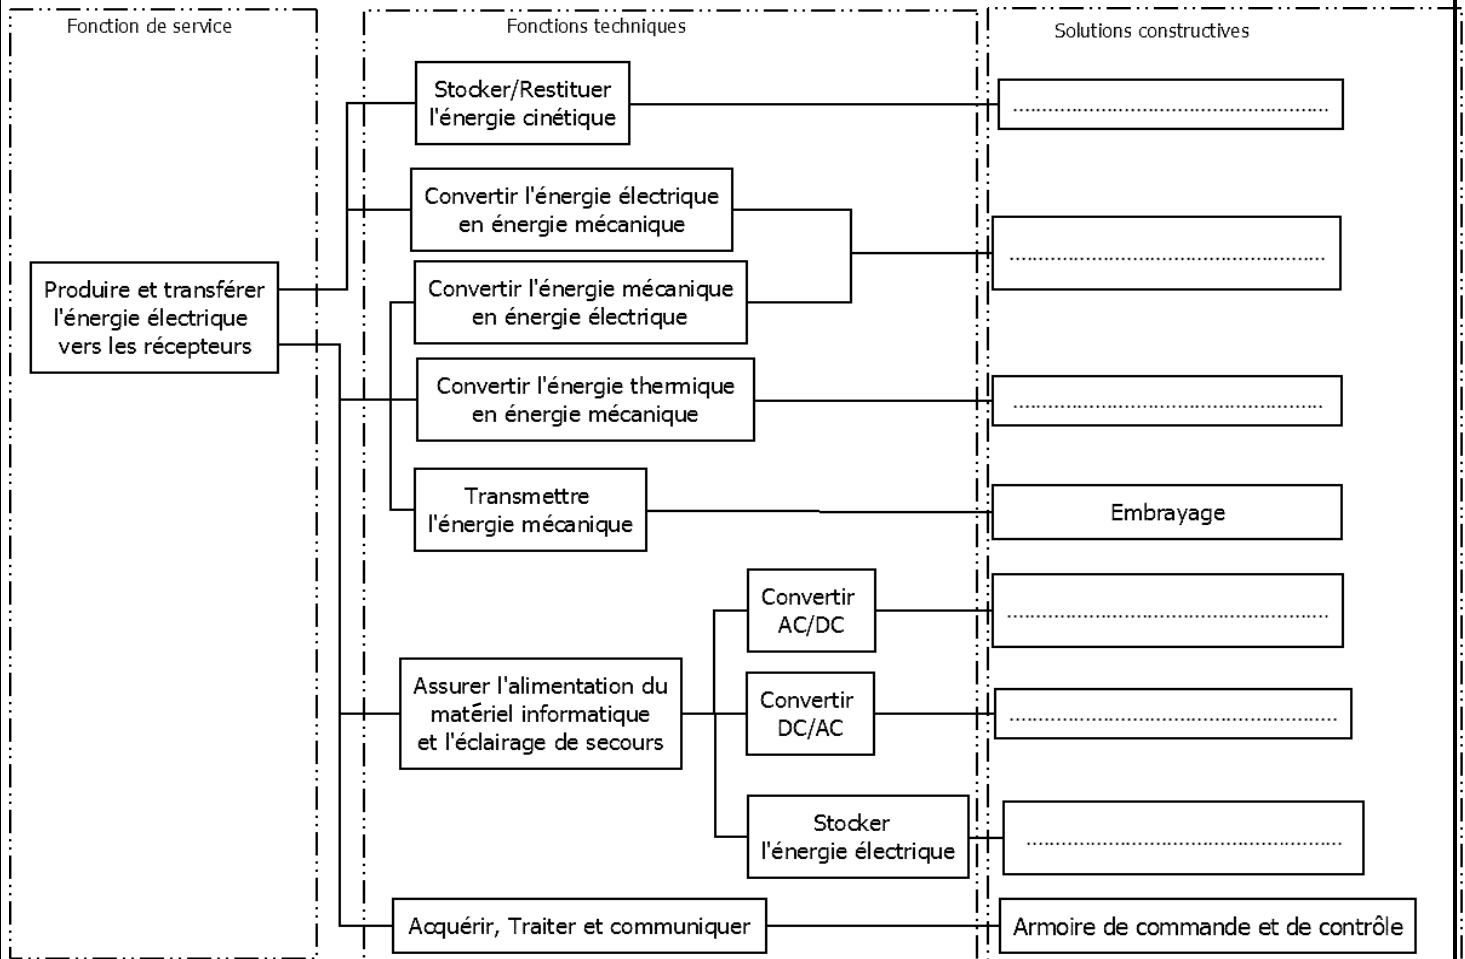 Fonction de service
Fonctions techniques
Solutions constructives
Stocker/Restituer
l'énergie cinétique
.....................................................
Convertir l'énergie électrique
en énergie mécanique
.....................................................
Produire et transférer
l'énergie électrique
vers les récepteurs
Convertir l'énergie mécanique
en énergie électrique
Convertir l'énergie thermique
en énergie mécanique
.....................................................
Transmettre
l'énergie mécanique
Embrayage
Convertir
AC/DC
.....................................................
Assurer l'alimentation du
matériel informatique
et l'éclairage de secours
Convertir
DC/AC
.....................................................
Stocker
l'énergie électrique
.....................................................
Acquérir, Traiter et communiquer
Armoire de commande et de contrôle